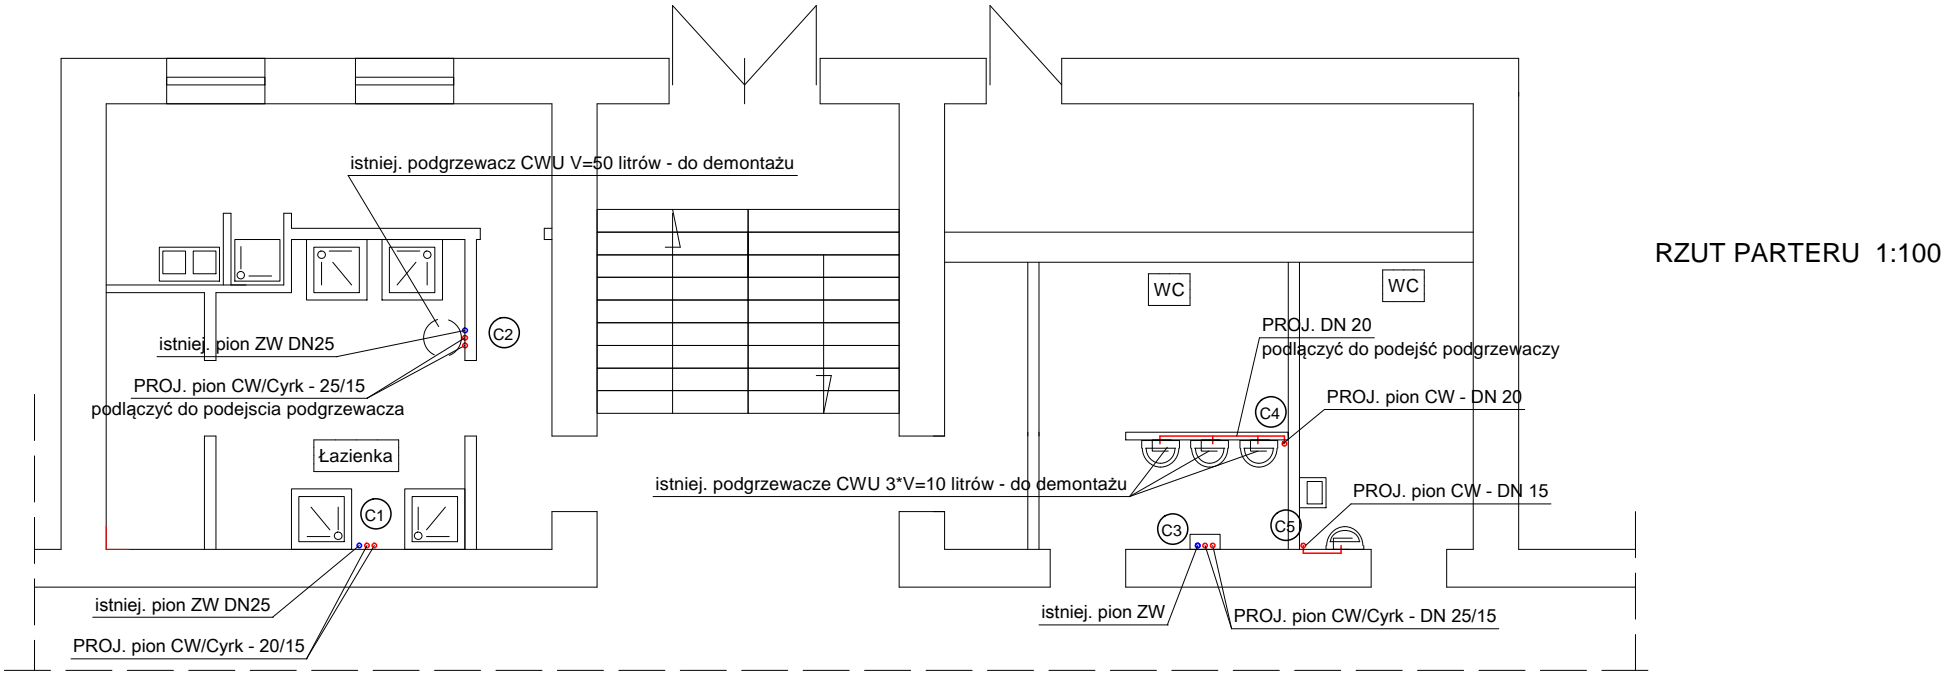 istniej. podgrzewacz CWU V=50 litrów - do demontażu
RZUT PARTERU 1:100
WC
WC
istniej. pion ZW DN25
C2
PROJ. DN 20
podlączyć do podejść podgrzewaczy
PROJ. pion CW/Cyrk - 25/15
podlączyć do podejscia podgrzewacza
PROJ. pion CW - DN 20
C4
Łazienka
istniej. podgrzewacze CWU 3*V=10 litrów - do demontażu
PROJ. pion CW - DN 15
C1
C3
C5
istniej. pion ZW DN25
istniej. pion ZW
PROJ. pion CW/Cyrk - DN 25/15
PROJ. pion CW/Cyrk - 20/15